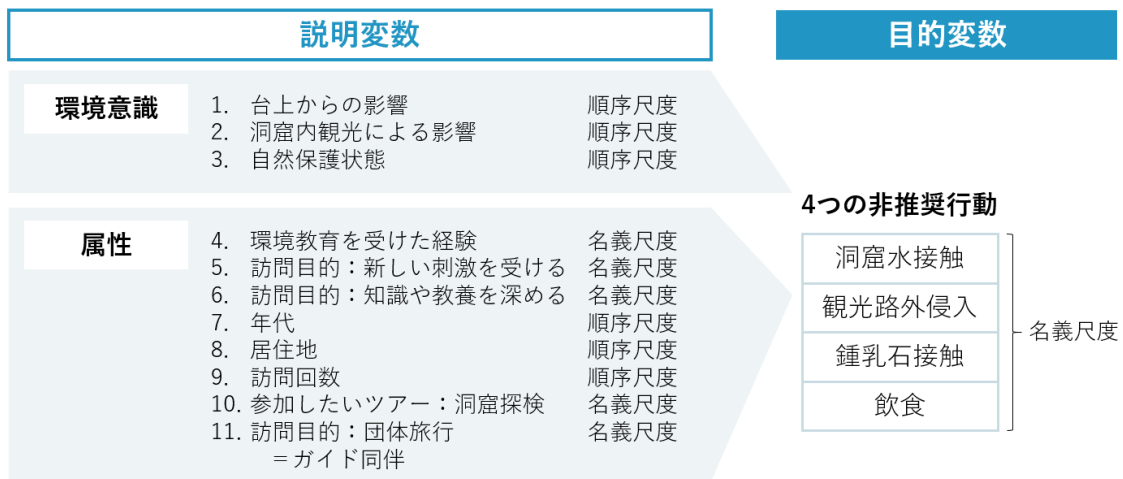 説明変数
目的変数
環境意識
1. 台上からの影響 順序尺度
2. 洞窟内観光による影響 順序尺度
3. 自然保護状態 順序尺度
属性
4. 環境教育を受けた経験 名義尺度
5. 訪問目的：新しい刺激を受ける 名義尺度
6. 訪問目的：知識や教養を深める 名義尺度
7. 年代 順序尺度
8. 居住地 順序尺度
9. 訪問回数 順序尺度
10. 参加したいツアー：洞窟探検 名義尺度
11. 訪問目的：団体旅行 名義尺度
＝ガイド同伴
4つの非推奨行動
洞窟水接触
観光路外侵入
鍾乳石接触
飲食
名義尺度